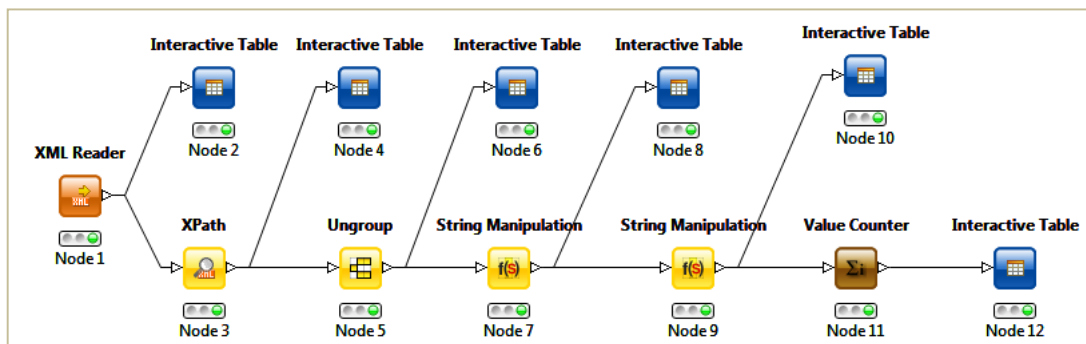 Interactive Table
Interactive Table
Interactive Table
Interactive Table
Interactive Table
Node 2
Node 4
Node 6
Node 8
Node 10
XML Reader
XML
Node 1
XPath
XML
Node 3
Ungroup
Node 5
String Manipulation
f(S)
Node 7
String Manipulation
f(S)
Node 9
Value Counter
Σi
Node 11
Interactive Table
Node 12